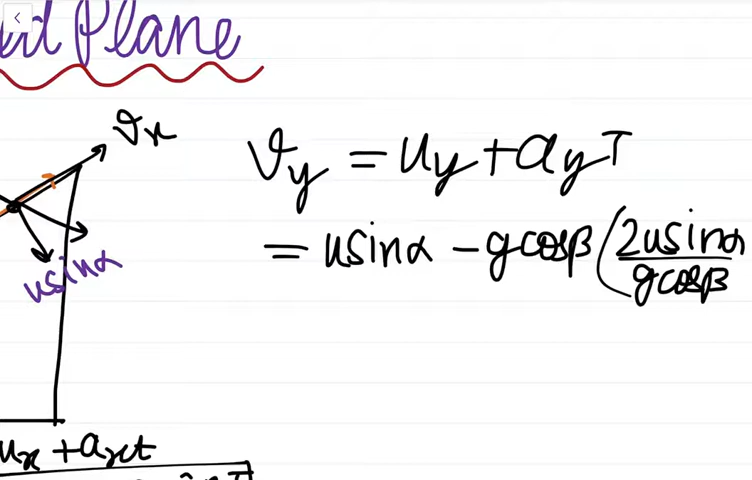 Plane
vx
vy = uy + ayT
= usinα - gcosβ (2usinα / gcosβ
usinα
ux + axt